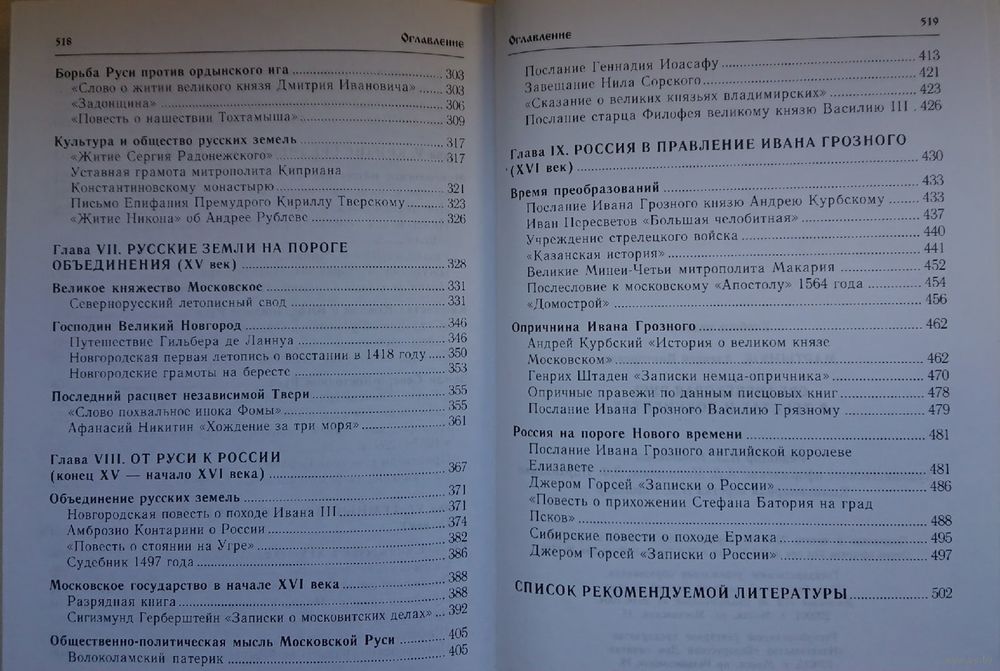 518
Оглавление
Борьба Руси против ордынского ига ... 303
«Слово о житии великого князя Дмитрия Ивановича» ... 303
«Задонщина» ... 306
«Повесть о нашествии Тохтамыша» ... 309
Культура и общество русских земель ... 317
«Житие Сергия Радонежского» ... 317
Уставная грамота митрополита Киприана
Константиновскому монастырю ... 321
Письмо Епифания Премудрого Кириллу Тверскому ... 323
«Житие Никона» об Андрее Рублеве ... 326
Глава VII. РУССКИЕ ЗЕМЛИ НА ПОРОГЕ
ОБЪЕДИНЕНИЯ (XV век) ... 328
Великое княжество Московское ... 331
Севернорусский летописный свод ... 331
Господин Великий Новгород ... 346
Путешествие Гильбера де Ланнуа ... 346
Новгородская первая летопись о восстании в 1418 году ... 350
Новгородские грамоты на бересте ... 353
Последний расцвет независимой Твери ... 355
«Слово похвальное инока Фомы» ... 355
Афанасий Никитин «Хождение за три моря» ... 361
Глава VIII. ОТ РУСИ К РОССИИ
(конец XV — начало XVI века) ... 367
Объединение русских земель ... 371
Новгородская повесть о походе Ивана III ... 371
Амброзио Контарини о России ... 374
«Повесть о стоянии на Угре» ... 382
Судебник 1497 года ... 386
Московское государство в начале XVI века ... 388
Разрядная книга ... 388
Сигизмунд Герберштейн «Записки о московитских делах» ... 392
Общественно-политическая мысль Московской Руси ... 405
Волоколамский патерик ... 405
519
Оглавление
Послание Геннадия Иоасафу ... 413
Завещание Нила Сорского ... 421
«Сказание о великих князьях владимирских» ... 423
Послание старца Филофея великому князю Василию III . 426
Глава IX. РОССИЯ В ПРАВЛЕНИЕ ИВАНА ГРОЗНОГО
(XVI век) ... 430
Время преобразований ... 433
Послание Ивана Грозного князю Андрею Курбскому ... 433
Иван Пересветов «Большая челобитная» ... 437
Учреждение стрелецкого войска ... 440
«Казанская история» ... 441
Великие Минеи-Четьи митрополита Макария ... 452
Послесловие к московскому «Апостолу» 1564 года ... 454
«Домострой» ... 456
Опричнина Ивана Грозного ... 462
Андрей Курбский «История о великом князе
Московском» ... 462
Генрих Штаден «Записки немца-опричника» ... 470
Опричные правежи по данным писцовых книг ... 478
Послание Ивана Грозного Василию Грязному ... 479
Россия на пороге Нового времени ... 481
Послание Ивана Грозного английской королеве
Елизавете ... 481
Джером Горсей «Записки о России» ... 486
«Повесть о прихожении Стефана Батория на град
Псков» ... 488
Сибирские повести о походе Ермака ... 495
Джером Горсей «Записки о России» ... 497
СПИСОК РЕКОМЕНДУЕМОЙ ЛИТЕРАТУРЫ ... 502